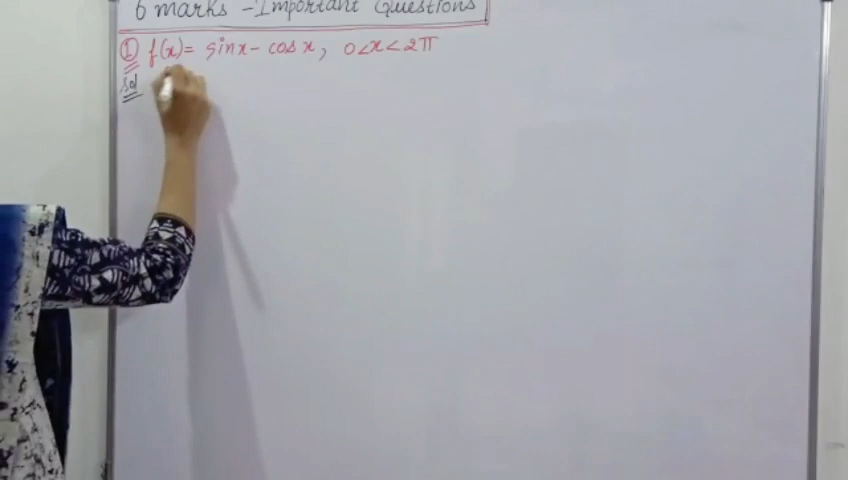 6 marks - Important Questions
① f(x) = sinx - cosx, 0<x<2π
Sol